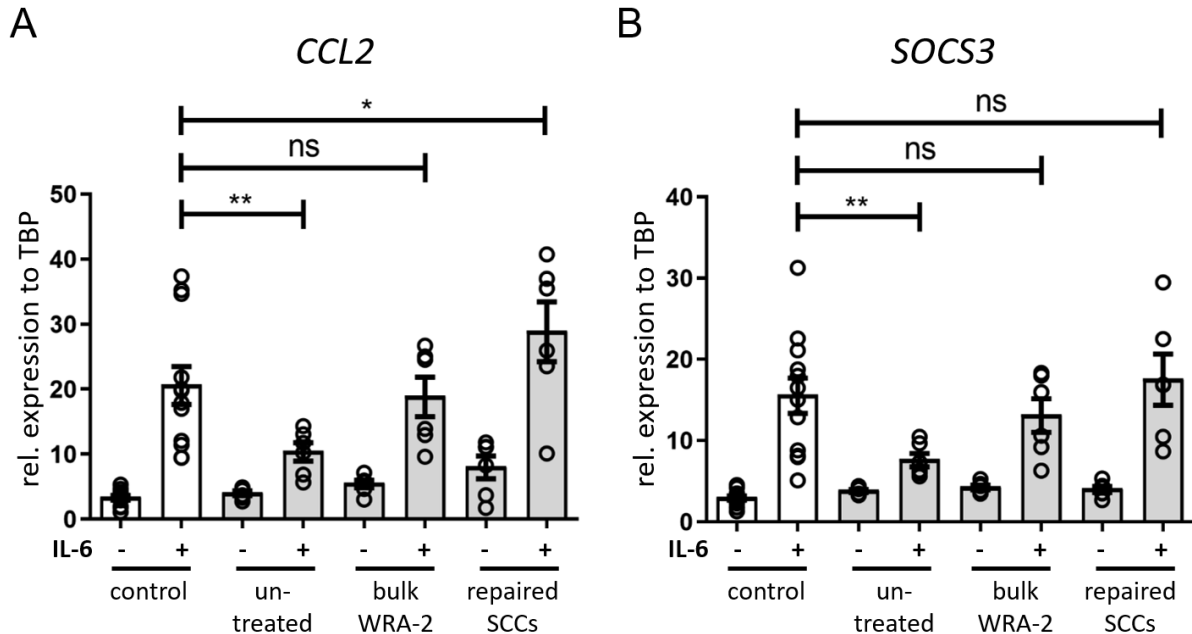 A
CCL2
*
ns
**
50
40
30
20
10
0
rel. expression to TBP
IL-6 - + - + - + - +
control un- bulk repaired
treated WRA-2 SCCs
B
SOCS3
ns
ns
**
40
30
20
10
0
rel. expression to TBP
IL-6 - + - + - + - +
control un- bulk repaired
treated WRA-2 SCCs